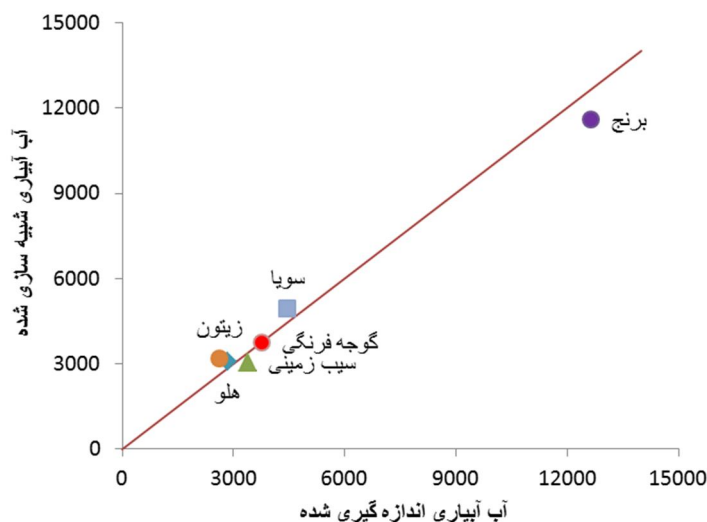 15000
12000
9000
6000
3000
0
آب آبیاری شبیه سازی شده
برنج
سویا
زیتون
گوجه فرنگی
سیب زمینی
هلو
0 3000 6000 9000 12000 15000
آب آبیاری اندازه گیری شده